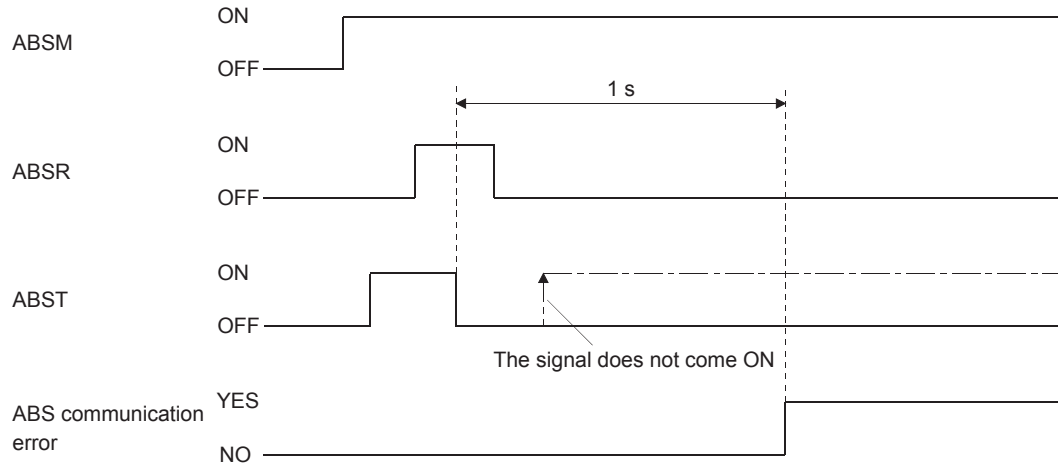 ON
ABSM
OFF
1 s
ON
ABSR
OFF
ON
ABST
OFF
The signal does not come ON
YES
ABS communication
error
NO